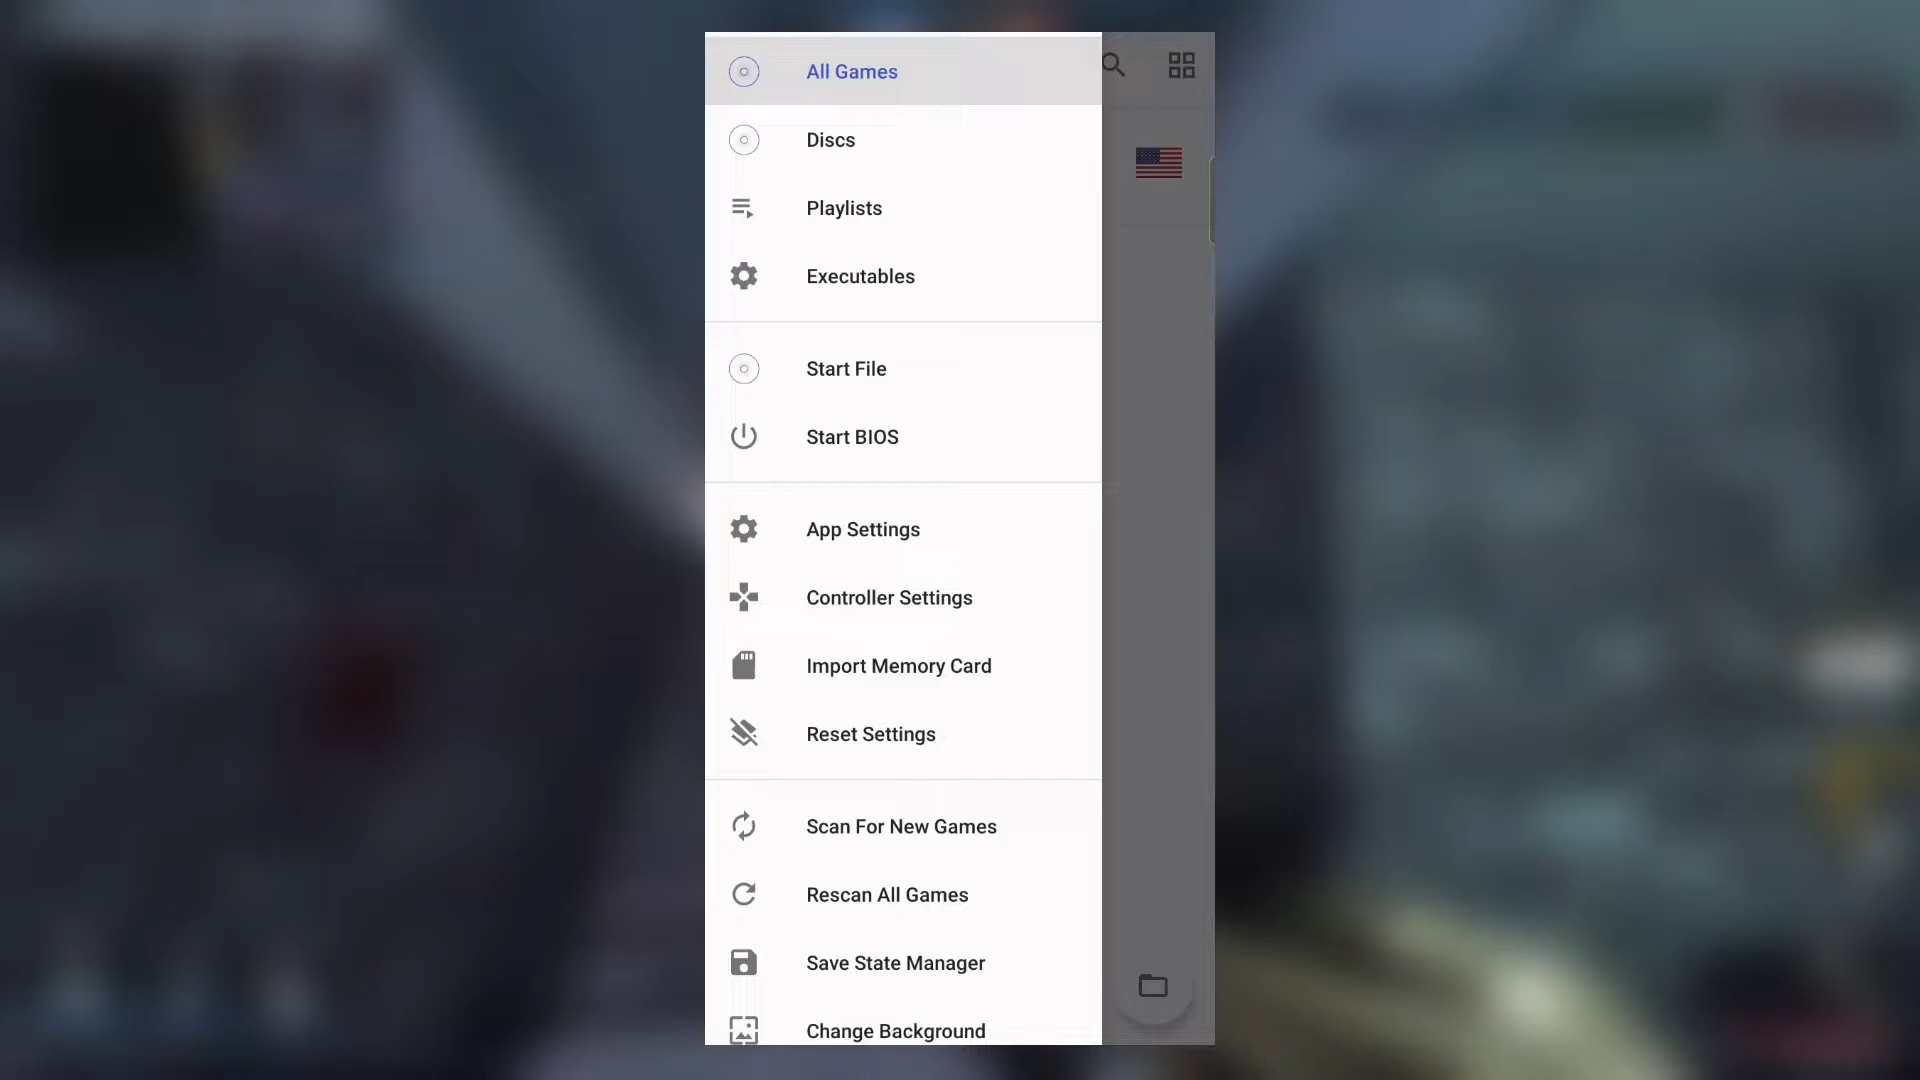 All Games
Discs
Playlists
Executables
Start File
Start BIOS
App Settings
Controller Settings
Import Memory Card
Reset Settings
Scan For New Games
Rescan All Games
Save State Manager
Change Background